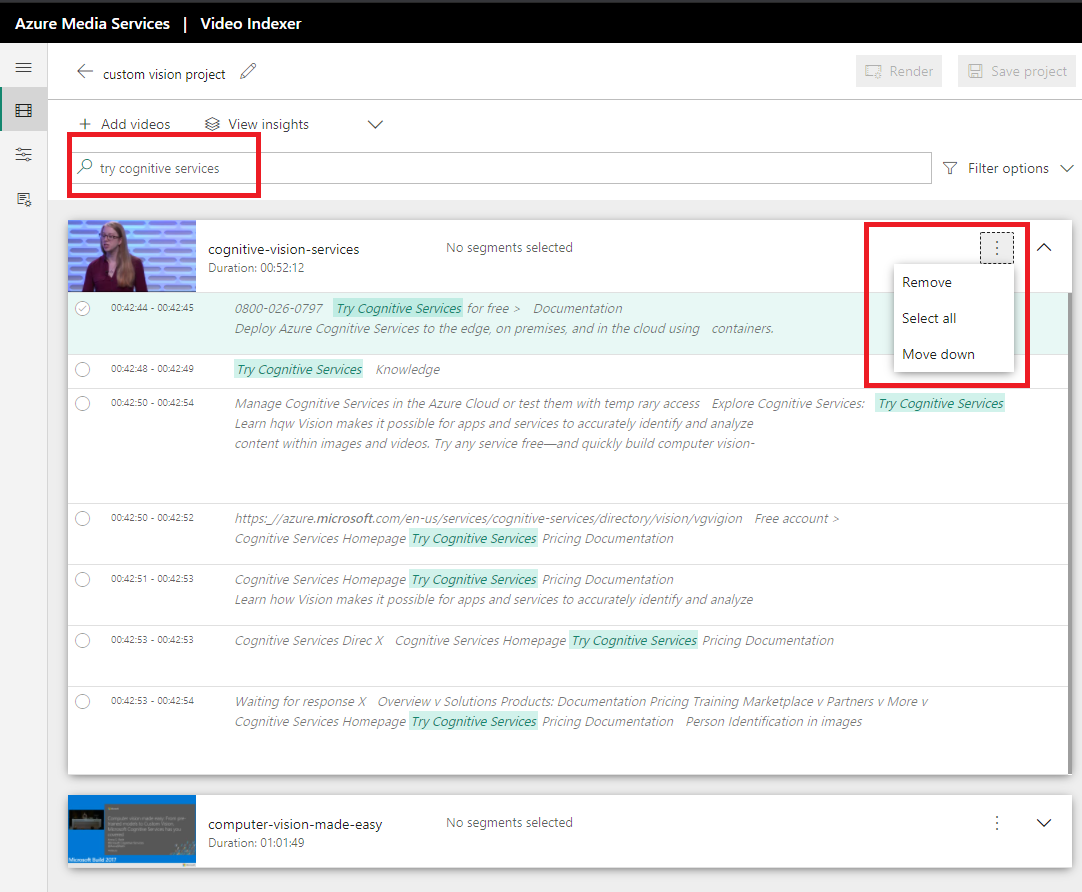 Azure Media Services | Video Indexer
custom vision project
Render
Save project
Add videos
View insights
try cognitive services
Filter options
cognitive-vision-services
Duration: 00:52:12
No segments selected
Remove
Select all
Move down
00:42:44 - 00:42:45
0800-026-0797 Try Cognitive Services for free > Documentation
Deploy Azure Cognitive Services to the edge, on premises, and in the cloud using containers.
00:42:48 - 00:42:49
Try Cognitive Services Knowledge
00:42:50 - 00:42:54
Manage Cognitive Services in the Azure Cloud or test them with temp rary access Explore Cognitive Services: Try Cognitive Services
Learn hqw Vision makes it possible for apps and services to accurately identify and analyze
content within images and videos. Try any service free—and quickly build computer vision-
00:42:50 - 00:42:52
https:_//azure.microsoft.com/en-us/services/cognitive-services/directory/vision/vgvigion Free account >
Cognitive Services Homepage Try Cognitive Services Pricing Documentation
00:42:51 - 00:42:53
Cognitive Services Homepage Try Cognitive Services Pricing Documentation
Learn how Vision makes it possible for apps and services to accurately identify and analyze
00:42:53 - 00:42:53
Cognitive Services Direc X Cognitive Services Homepage Try Cognitive Services Pricing Documentation
00:42:53 - 00:42:54
Waiting for response X Overview v Solutions Products: Documentation Pricing Training Marketplace v Partners v More v
Cognitive Services Homepage Try Cognitive Services Pricing Documentation Person Identification in images
Microsoft Build 2017
computer-vision-made-easy
Duration: 01:01:49
No segments selected